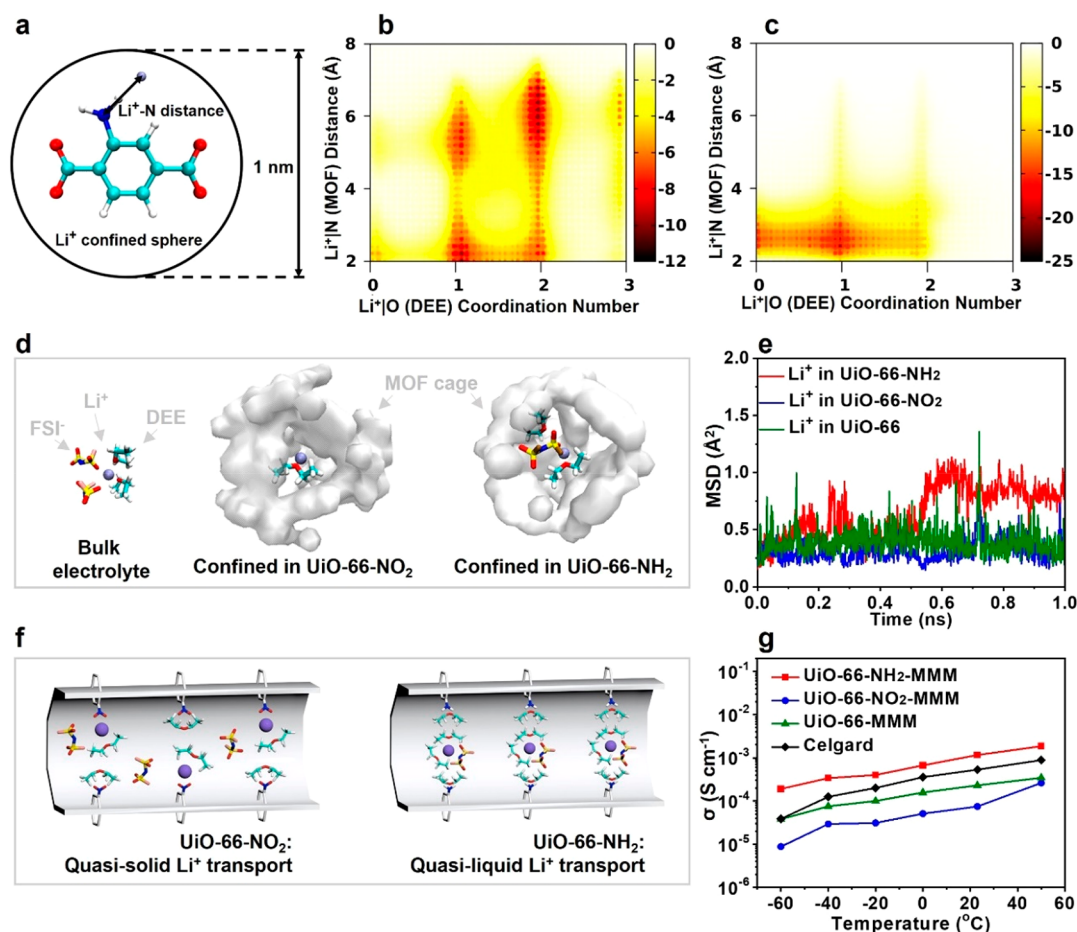 a
Li⁺-N distance
1 nm
Li⁺ confined sphere
b
Li⁺|N (MOF) Distance (Å)
8
6
4
2
0
1
2
3
Li⁺|O (DEE) Coordination Number
0
-2
-4
-6
-8
-10
-12
c
Li⁺|N (MOF) Distance (Å)
8
6
4
2
0
1
2
3
Li⁺|O (DEE) Coordination Number
0
-5
-10
-15
-20
-25
d
FSI⁻
Li⁺
DEE
MOF cage
Bulk
electrolyte
Confined in UiO-66-NO₂
Confined in UiO-66-NH₂
e
MSD (Å²)
2.0
1.5
1.0
0.5
0.0
Li⁺ in UiO-66-NH₂
Li⁺ in UiO-66-NO₂
Li⁺ in UiO-66
0.0
0.2
0.4
0.6
0.8
1.0
Time (ns)
f
UiO-66-NO₂:
Quasi-solid Li⁺ transport
UiO-66-NH₂:
Quasi-liquid Li⁺ transport
g
σ (S cm⁻¹)
10⁻¹
10⁻²
10⁻³
10⁻⁴
10⁻⁵
10⁻⁶
UiO-66-NH₂-MMM
UiO-66-NO₂-MMM
UiO-66-MMM
Celgard
-60
-40
-20
0
20
40
60
Temperature (°C)